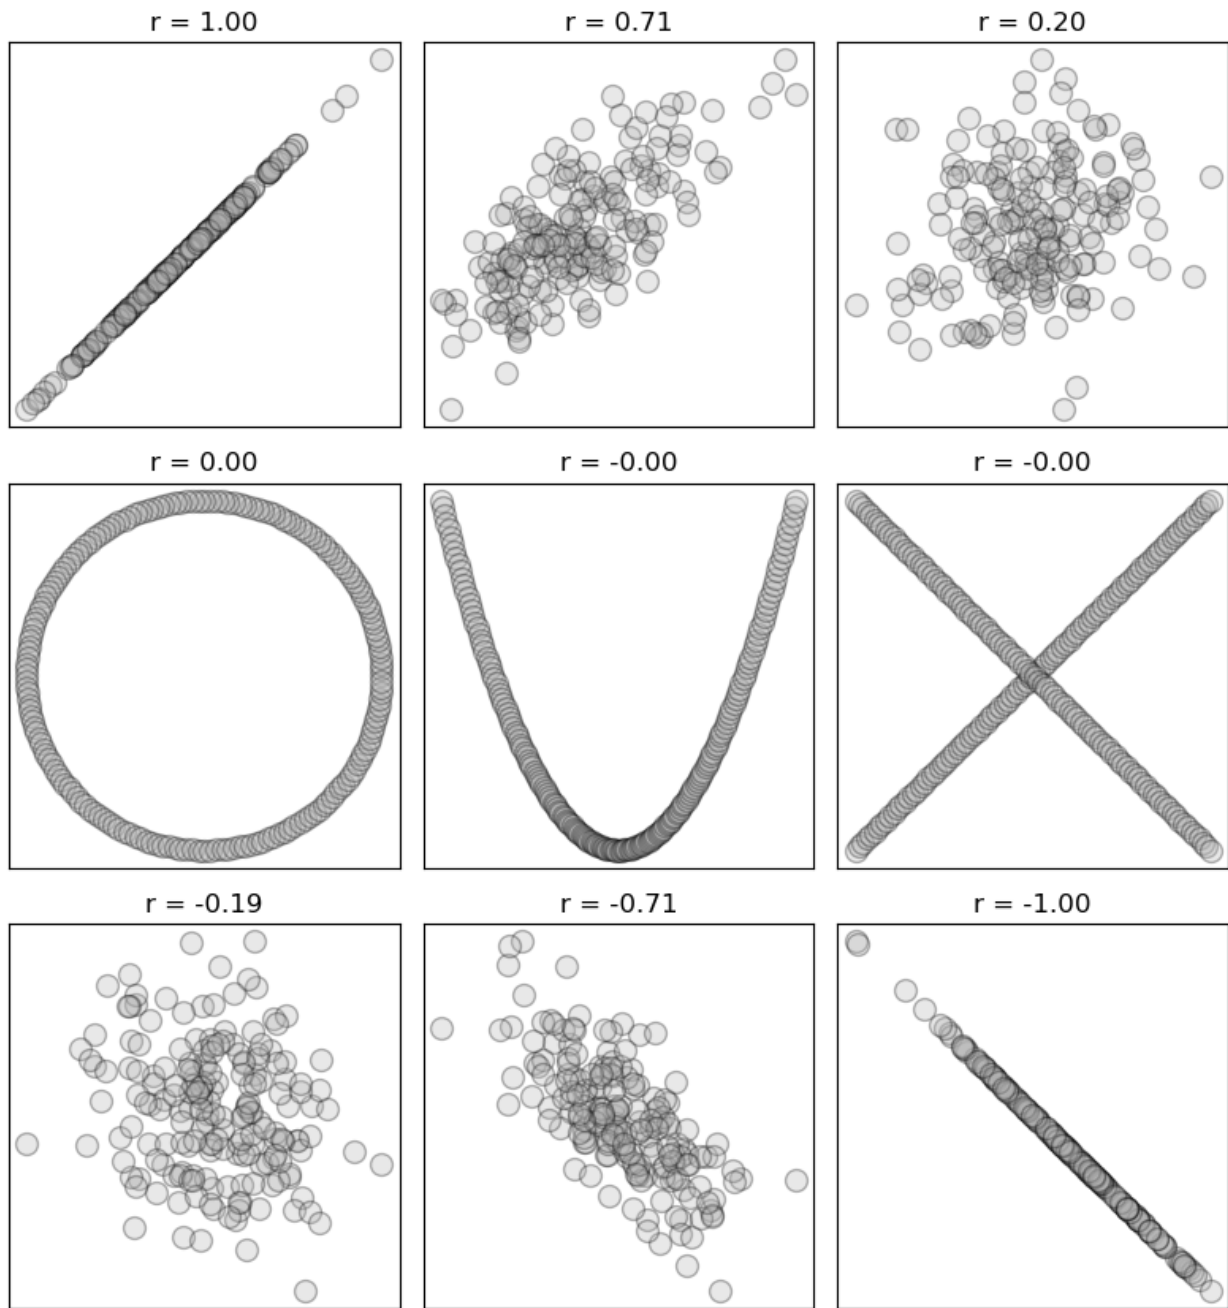 r = 1.00
r = 0.71
r = 0.20
r = 0.00
r = -0.00
r = -0.00
r = -0.19
r = -0.71
r = -1.00